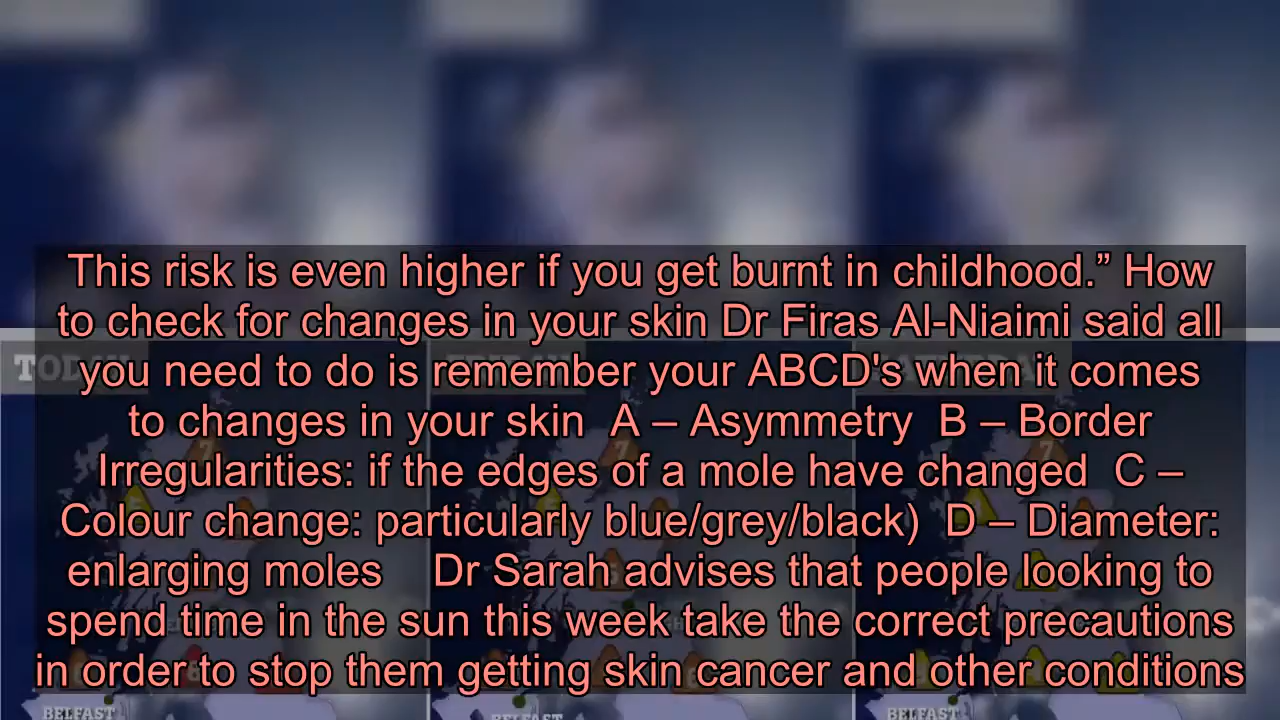 This risk is even higher if you get burnt in childhood.” How
to check for changes in your skin Dr Firas Al-Niaimi said all
you need to do is remember your ABCD's when it comes
to changes in your skin  A – Asymmetry  B – Border
Irregularities: if the edges of a mole have changed  C –
Colour change: particularly blue/grey/black)  D – Diameter:
enlarging moles    Dr Sarah advises that people looking to
spend time in the sun this week take the correct precautions
in order to stop them getting skin cancer and other conditions
TODAY
BELFAST
BELFAST
BELFAST